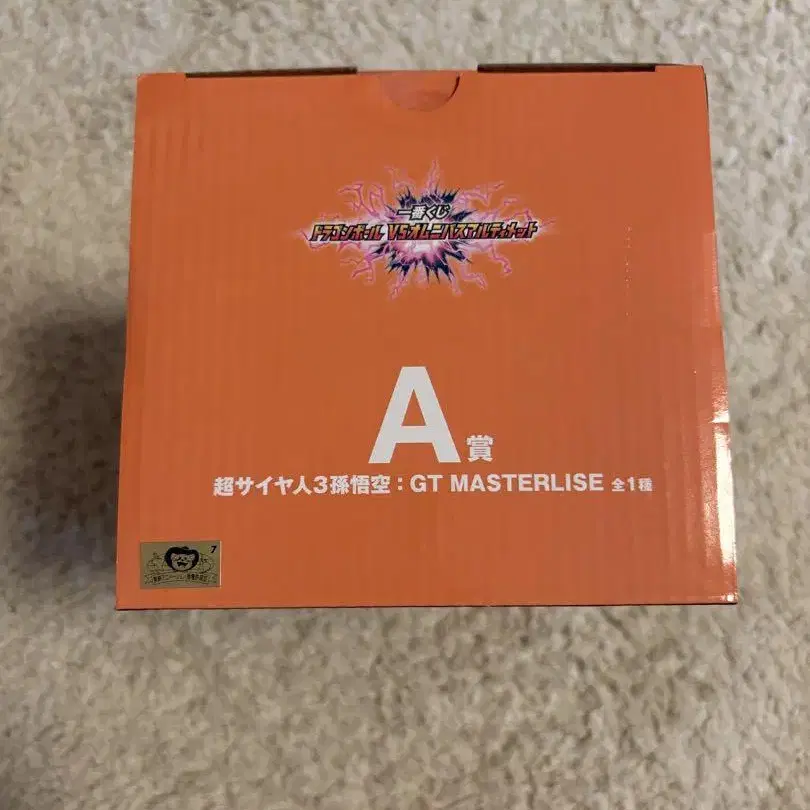 一番くじ
ドラゴンボール VSオムニバスアルティメット
A賞
超サイヤ人3孫悟空：GT MASTERLISE 全1種
7